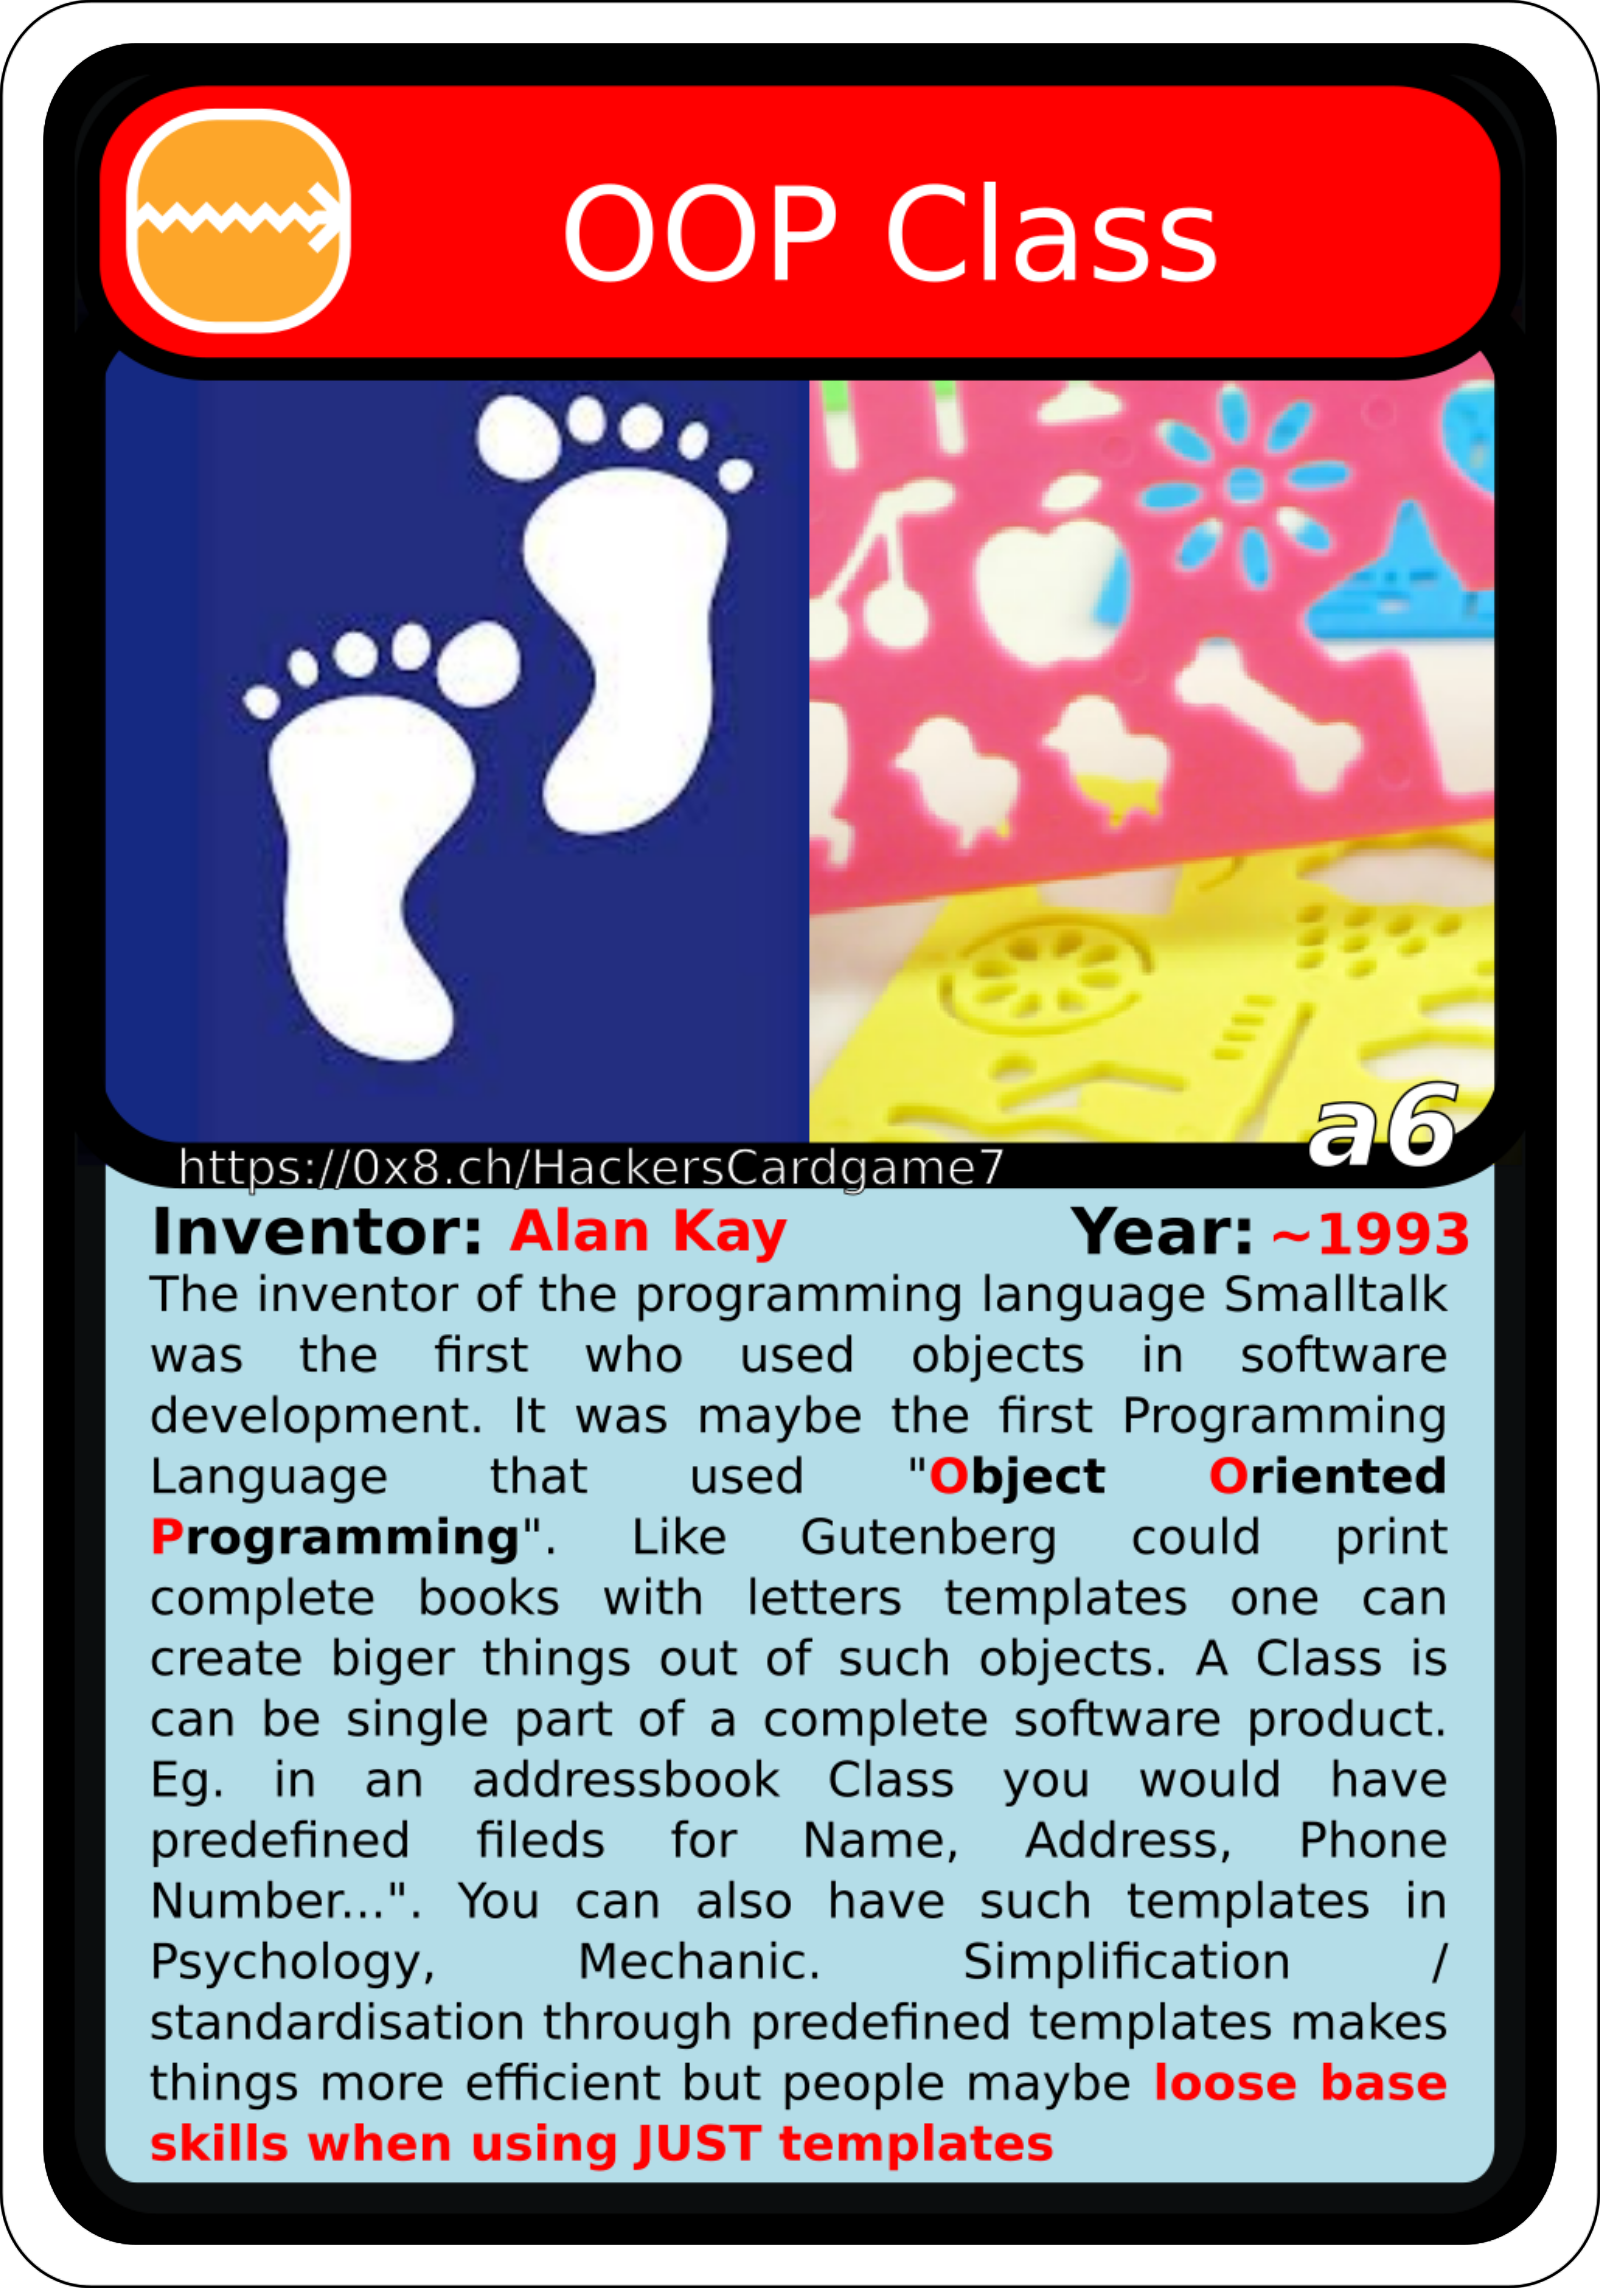 OOP Class
a6
https://0x8.ch/HackersCardgame7
Inventor: Alan Kay Year: ~1993
The inventor of the programming language Smalltalk
was the first who used objects in software
development. It was maybe the first Programming
Language that used "Object Oriented
Programming". Like Gutenberg could print
complete books with letters templates one can
create biger things out of such objects. A Class is
can be single part of a complete software product.
Eg. in an addressbook Class you would have
predefined fileds for Name, Address, Phone
Number...". You can also have such templates in
Psychology, Mechanic. Simplification /
standardisation through predefined templates makes
things more efficient but people maybe loose base
skills when using JUST templates